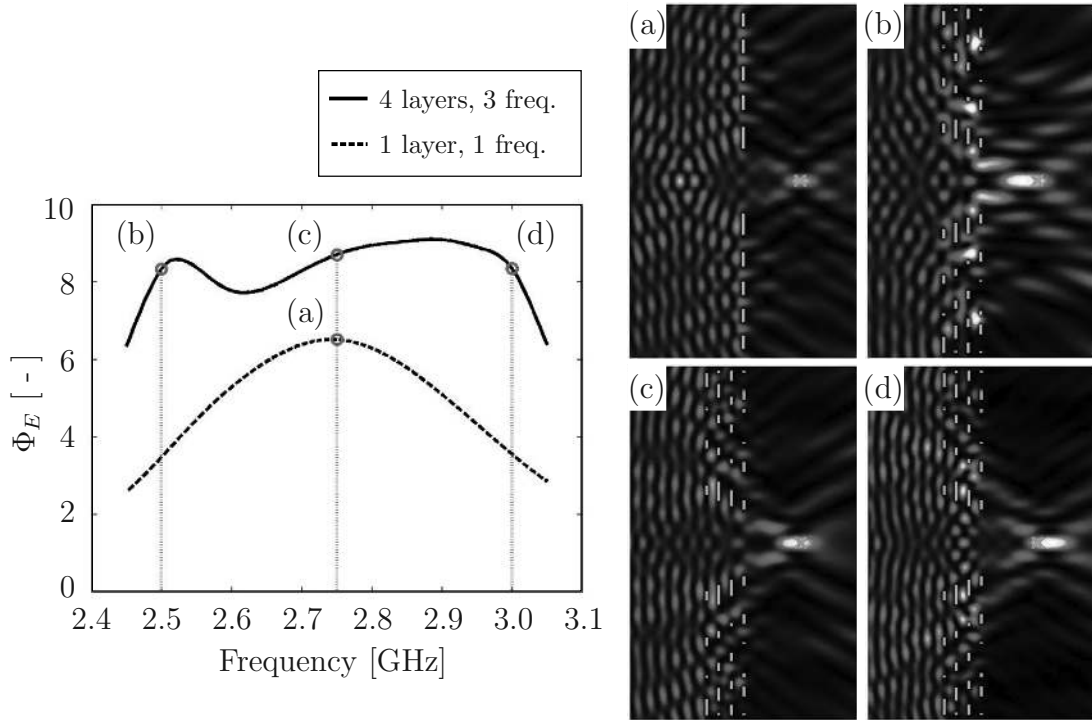 4 layers, 3 freq.
1 layer, 1 freq.
Φ_E [ - ]
10
8
6
4
2
0
(b)
(c)
(d)
(a)
2.4 2.5 2.6 2.7 2.8 2.9 3.0 3.1
Frequency [GHz]
(a)
(b)
(c)
(d)